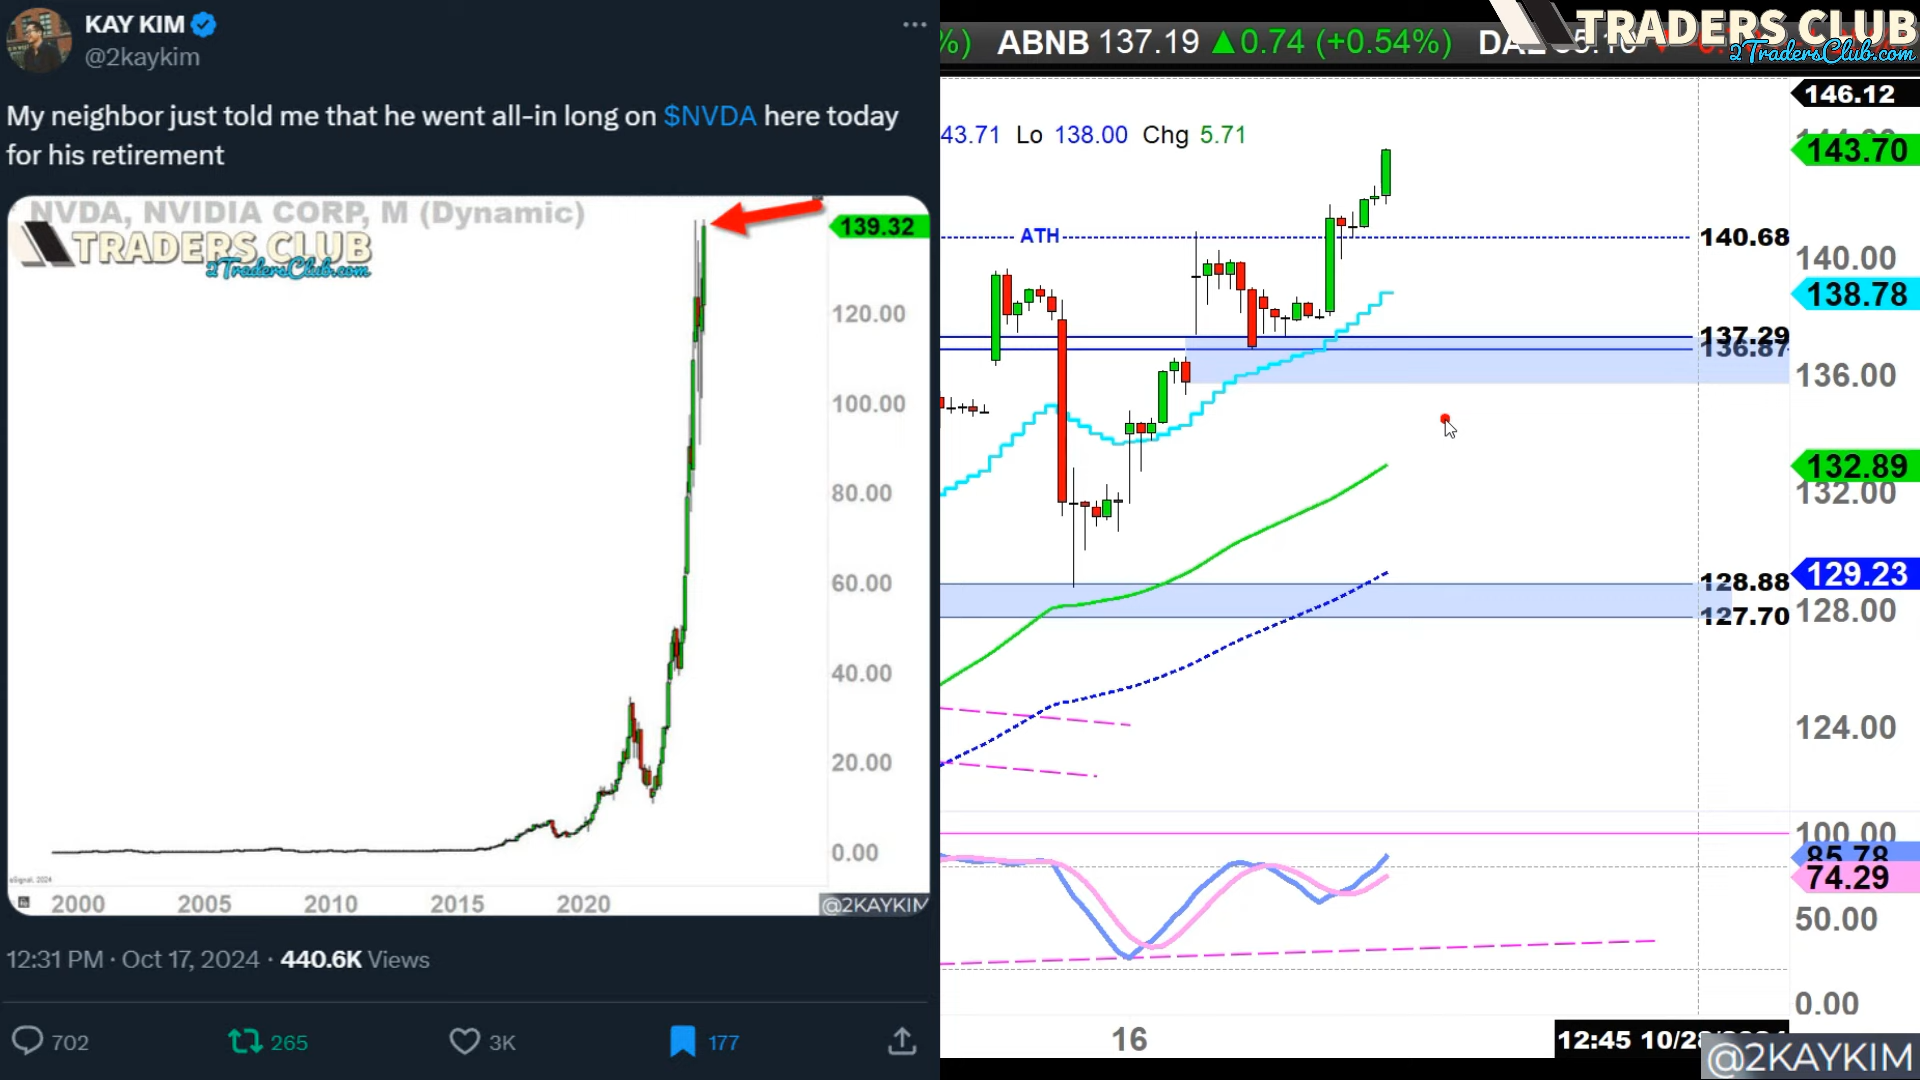 KAY KIM
@2kaykim
My neighbor just told me that he went all-in long on $NVDA here today
for his retirement
NVDA, NVIDIA CORP, M (Dynamic)
TRADERS CLUB
2TradersClub.com
139.32
120.00
100.00
80.00
60.00
40.00
20.00
0.00
2000 2005 2010 2015 2020
@2KAYKIM
12:31 PM · Oct 17, 2024 · 440.6K Views
702 265 3K 177
%) ABNB 137.19 ▲0.74 (+0.54%)
TRADERS CLUB
2TradersClub.com
43.71 Lo 138.00 Chg 5.71
146.12
143.70
ATH
140.68
140.00
138.78
137.29
136.87
136.00
132.89
132.00
129.23
128.88
128.00
127.70
124.00
100.00
85.78
74.29
50.00
0.00
16
12:45
@2KAYKIM